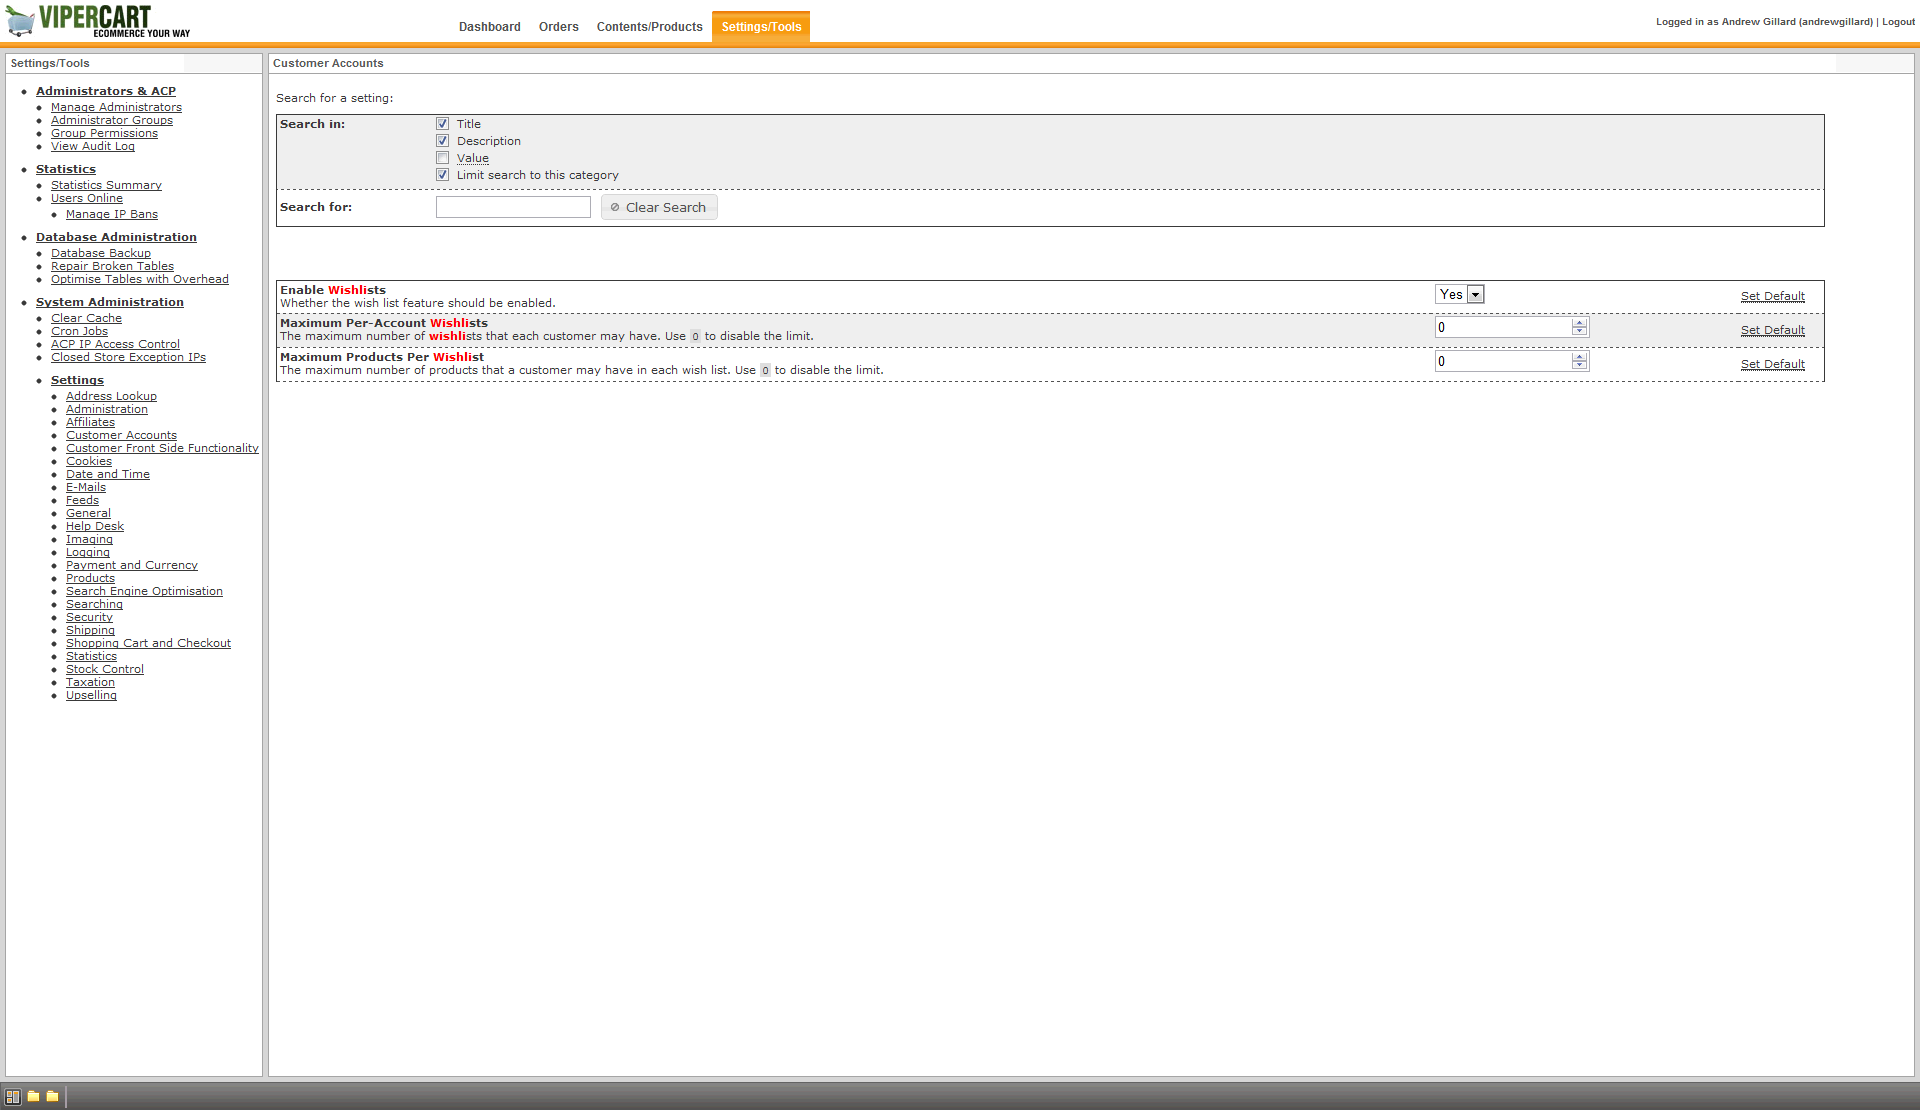 VIPERCART
ECOMMERCE YOUR WAY
Dashboard Orders Contents/Products Settings/Tools
Logged in as Andrew Gillard (andrewgillard) | Logout
Settings/Tools
Administrators & ACP
Manage Administrators
Administrator Groups
Group Permissions
View Audit Log
Statistics
Statistics Summary
Users Online
Manage IP Bans
Database Administration
Database Backup
Repair Broken Tables
Optimise Tables with Overhead
System Administration
Clear Cache
Cron Jobs
ACP IP Access Control
Closed Store Exception IPs
Settings
Address Lookup
Administration
Affiliates
Customer Accounts
Customer Front Side Functionality
Cookies
Date and Time
E-Mails
Feeds
General
Help Desk
Imaging
Logging
Payment and Currency
Products
Search Engine Optimisation
Searching
Security
Shipping
Shopping Cart and Checkout
Statistics
Stock Control
Taxation
Upselling
Customer Accounts
Search for a setting:
Search in:
Title
Description
Value
Limit search to this category
Search for:
Clear Search
Enable Wishlists
Whether the wish list feature should be enabled.
Yes
Set Default
Maximum Per-Account Wishlists
The maximum number of wishlists that each customer may have. Use 0 to disable the limit.
0
Set Default
Maximum Products Per Wishlist
The maximum number of products that a customer may have in each wish list. Use 0 to disable the limit.
0
Set Default